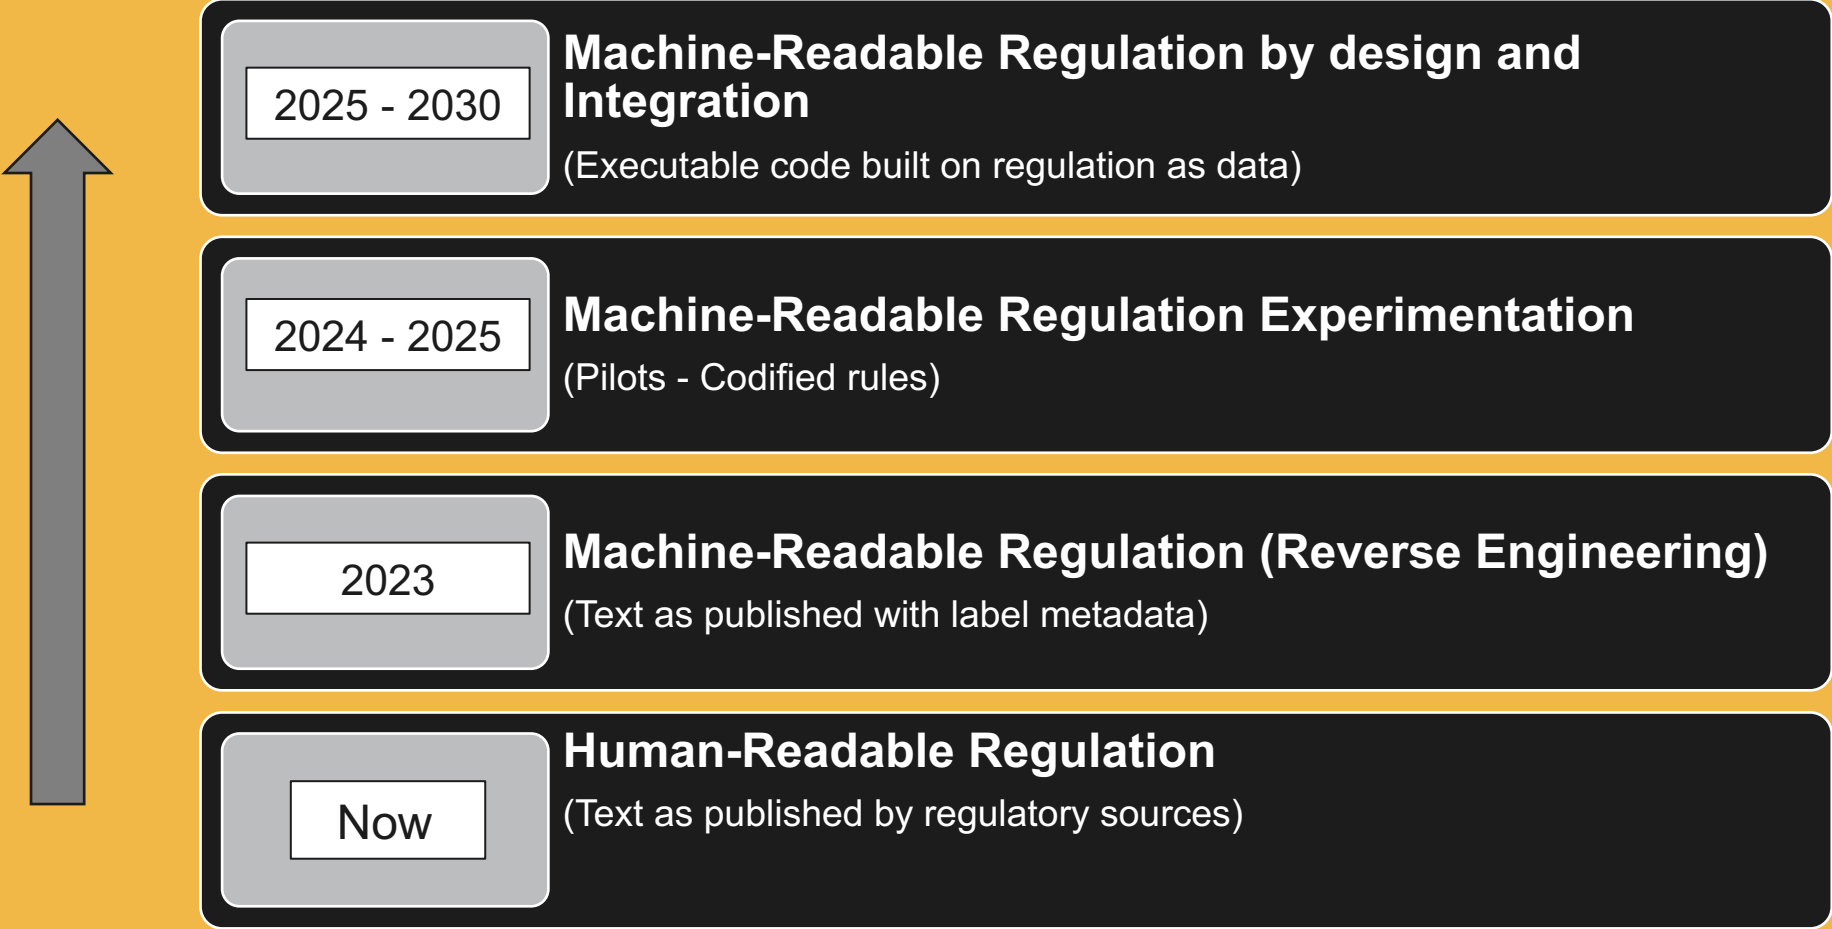 2025 - 2030
Machine-Readable Regulation by design and
Integration
(Executable code built on regulation as data)
2024 - 2025
Machine-Readable Regulation Experimentation
(Pilots - Codified rules)
2023
Machine-Readable Regulation (Reverse Engineering)
(Text as published with label metadata)
Now
Human-Readable Regulation
(Text as published by regulatory sources)